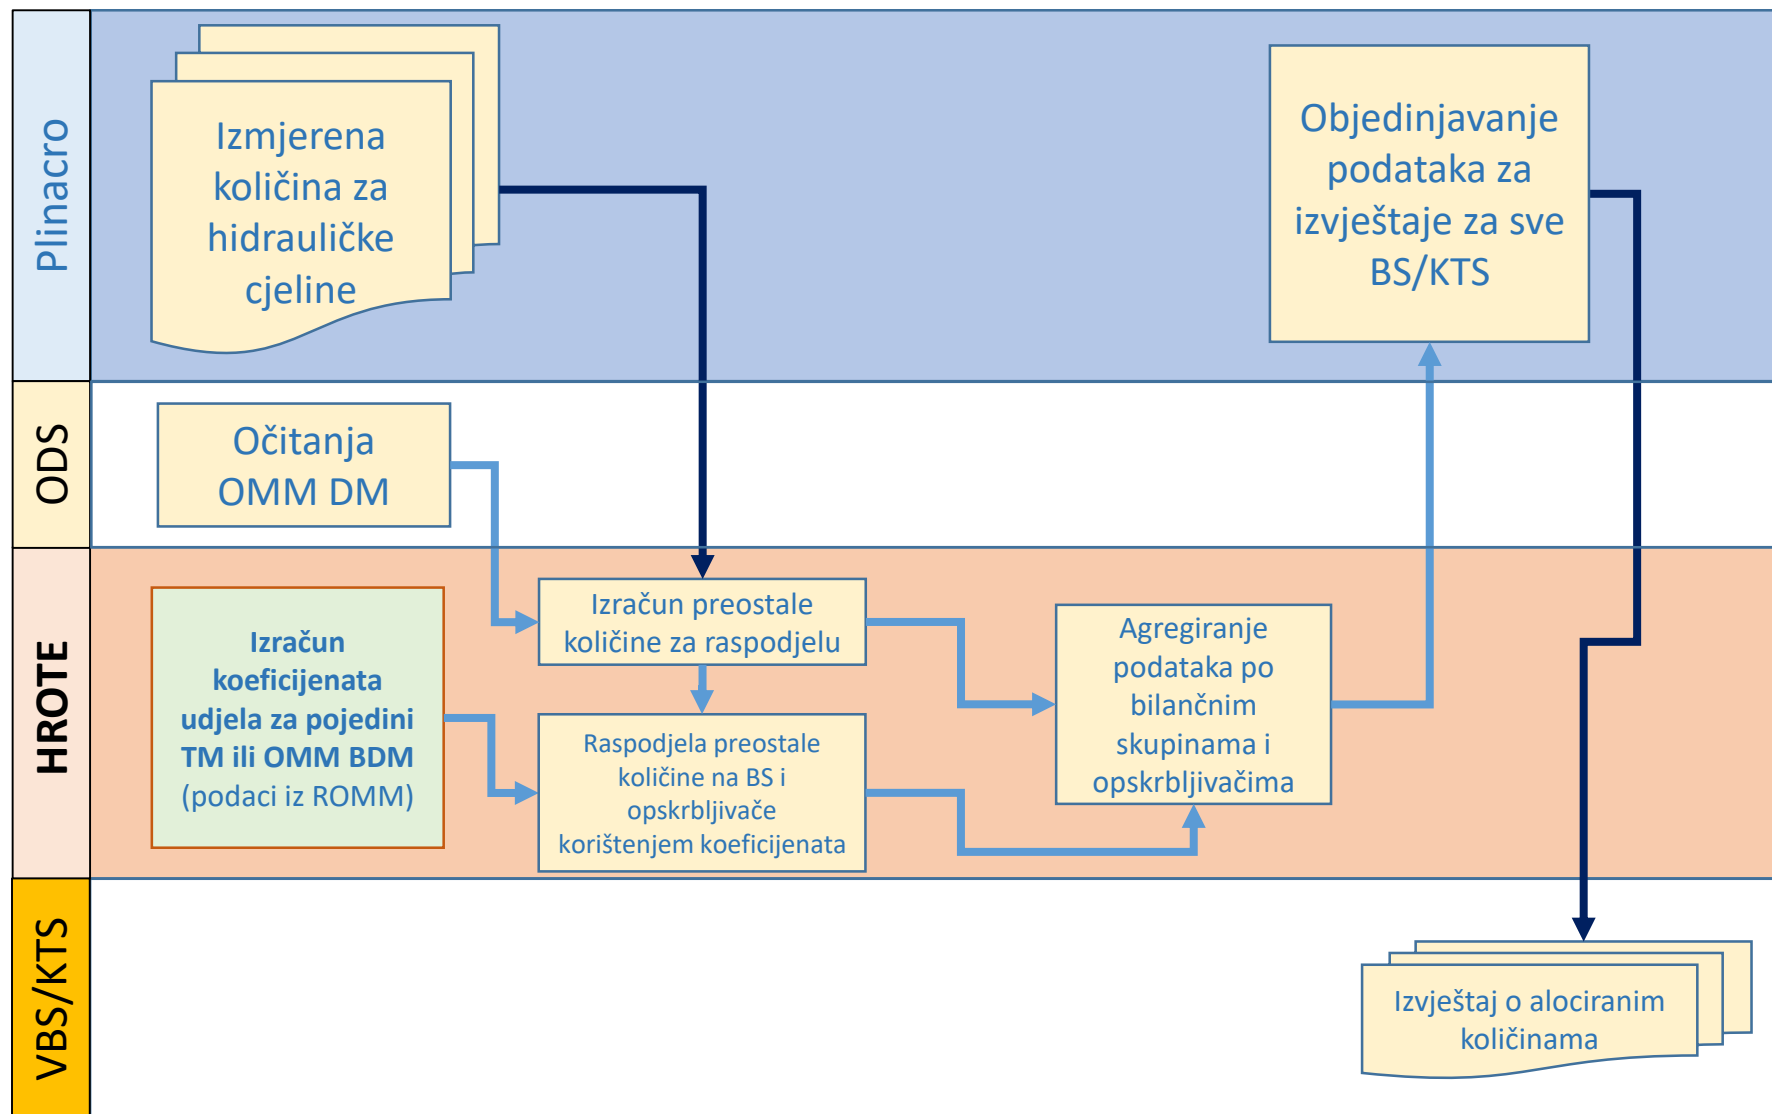 Plinacro
Izmjerena
količina za
hidrauličke
cjeline
Objedinjavanje
podataka za
izvještaje za sve
BS/KTS
ODS
Očitanja
OMM DM
HROTE
Izračun
koeficijenata
udjela za pojedini
TM ili OMM BDM
(podaci iz ROMM)
Izračun preostale
količine za raspodjelu
Raspodjela preostale
količine na BS i
opskrbljivače
korištenjem koeficijenata
Agregiranje
podataka po
bilančnim
skupinama i
opskrbljivačima
VBS/KTS
Izvještaj o alociranim
količinama